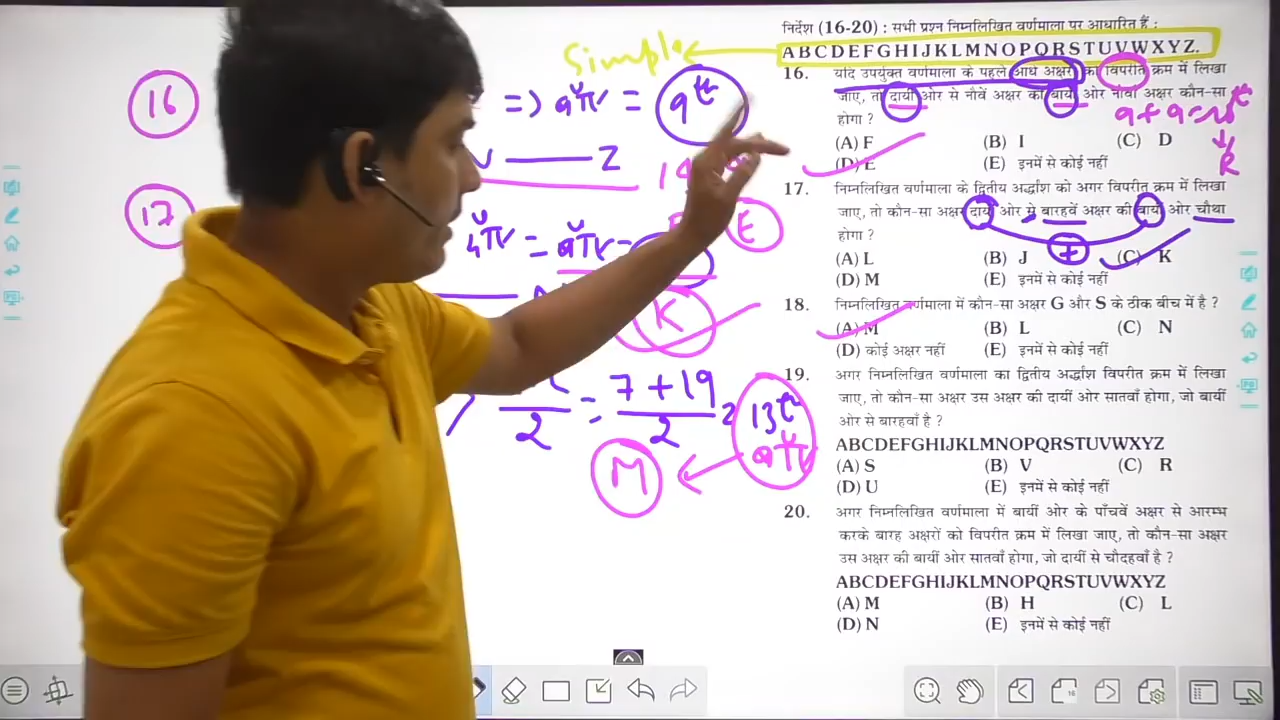 निर्देश (16-20) : सभी प्रश्न निम्नलिखित वर्णमाला पर आधारित हैं :
Simple
A B C D E F G H I J K L M N O P Q R S T U V W X Y Z.
16. यदि उपर्युक्त वर्णमाला के पहले आधे अक्षर को विपरीत क्रम में लिखा
जाए, तो दायीं ओर से नौवें अक्षर की बायीं ओर नौवां अक्षर कौन-सा
होगा ?
(A) F (B) I (C) D
(D) E (E) इनमें से कोई नहीं
17. निम्नलिखित वर्णमाला के द्वितीय अर्द्धांश को अगर विपरीत क्रम में लिखा
जाए, तो कौन-सा अक्षर दायीं ओर से बारहवें अक्षर की बायीं ओर चौथा
होगा ?
(A) L (B) J (C) K
(D) M (E) इनमें से कोई नहीं
18. निम्नलिखित वर्णमाला में कौन-सा अक्षर G और S के ठीक बीच में है ?
(A) M (B) L (C) N
(D) कोई अक्षर नहीं (E) इनमें से कोई नहीं
19. अगर निम्नलिखित वर्णमाला का द्वितीय अर्द्धांश विपरीत क्रम में लिखा
जाए, तो कौन-सा अक्षर उस अक्षर की दायीं ओर सातवाँ होगा, जो बायीं
ओर से बारहवाँ है ?
ABCDEFGHIJKLMNOPQRSTUVWXYZ
(A) S (B) V (C) R
(D) U (E) इनमें से कोई नहीं
20. अगर निम्नलिखित वर्णमाला में बायीं ओर के पाँचवें अक्षर से आरम्भ
करके बारह अक्षरों को विपरीत क्रम में लिखा जाए, तो कौन-सा अक्षर
उस अक्षर की बायीं ओर सातवाँ होगा, जो दायीं से चौदहवाँ है ?
ABCDEFGHIJKLMNOPQRSTUVWXYZ
(A) M (B) H (C) L
(D) N (E) इनमें से कोई नहीं
16
=> = 9th
Z
17
E
K
2 = 7 + 19
2
13th
M